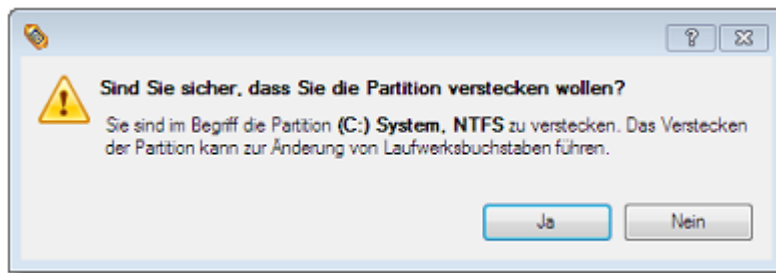 Sind Sie sicher, dass Sie die Partition verstecken wollen?
Sie sind im Begriff die Partition (C:) System, NTFS zu verstecken. Das Verstecken
der Partition kann zur Änderung von Laufwerksbuchstaben führen.
Ja Nein